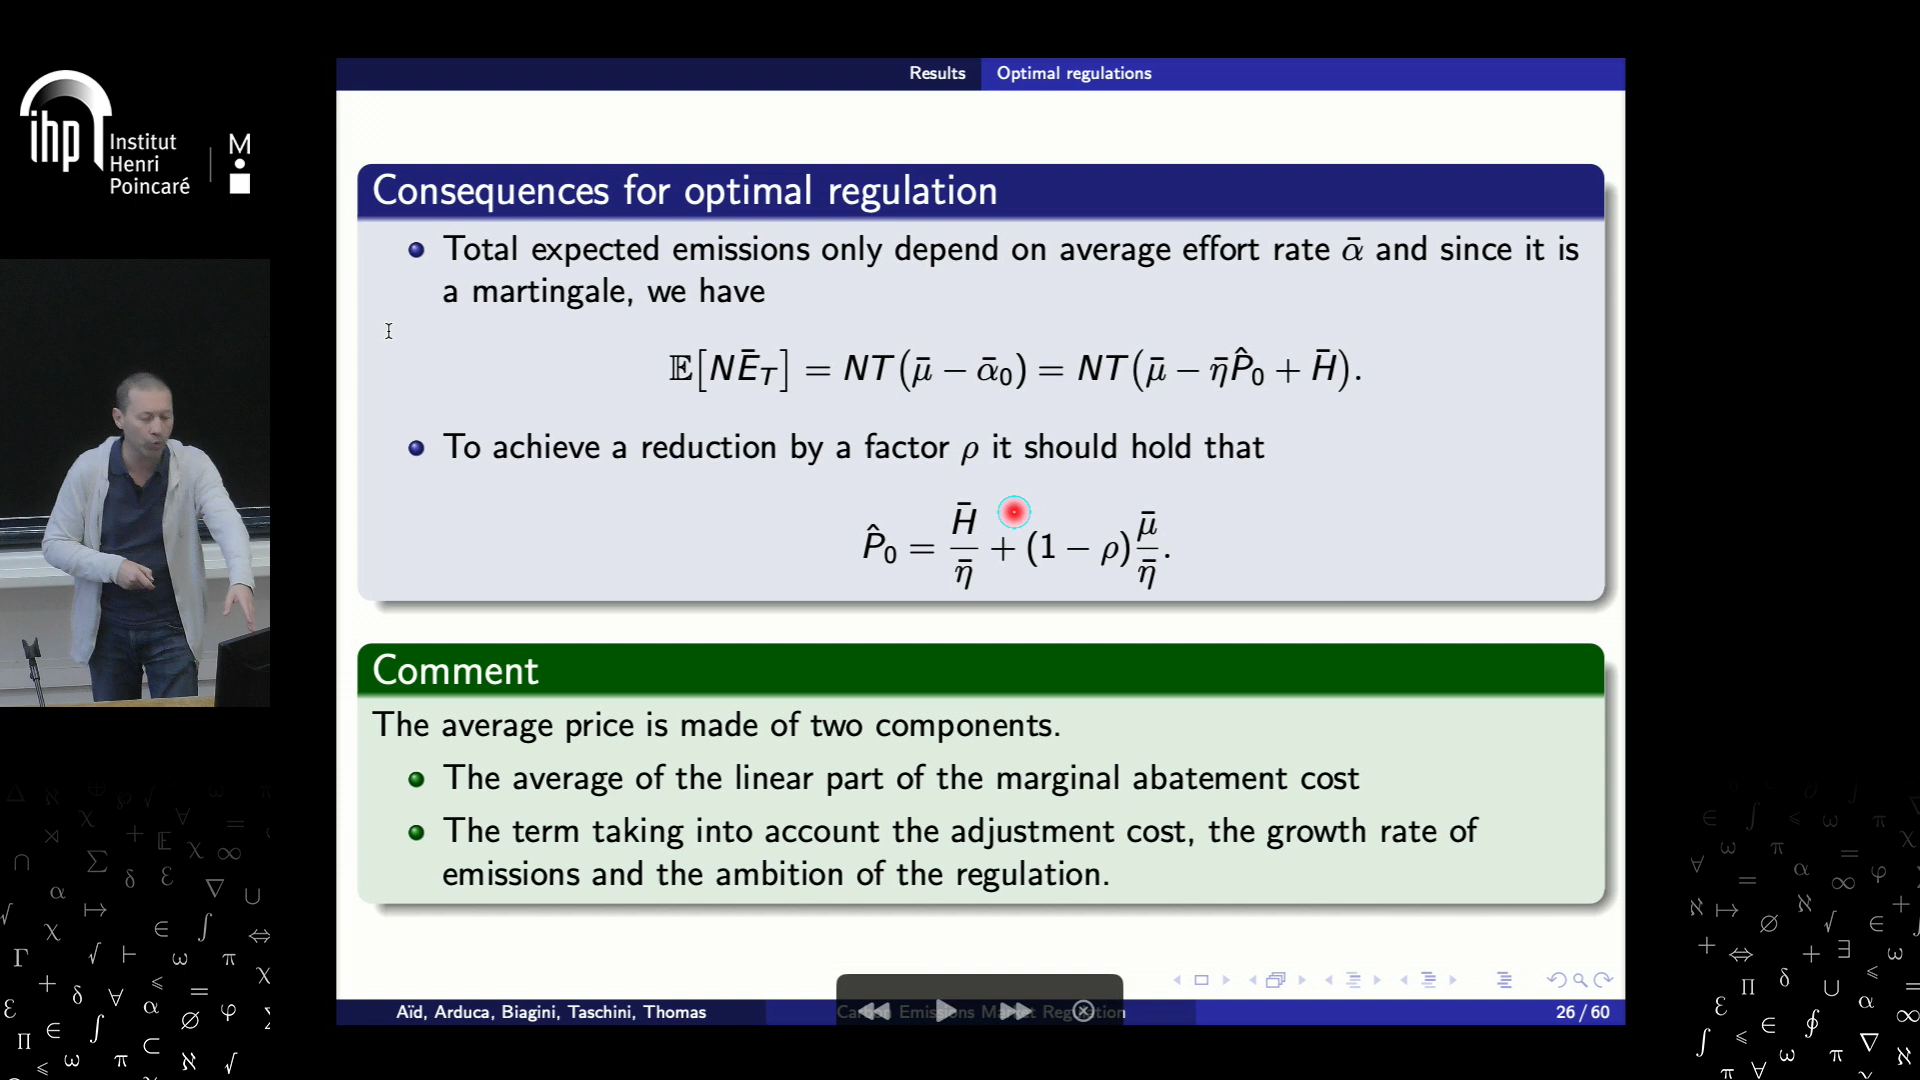 Results Optimal regulations
ihp Institut
Henri
Poincaré
M
Consequences for optimal regulation
Total expected emissions only depend on average effort rate ᾱ and since it is
a martingale, we have
𝔼[NĒ_T] = NT(μ̄ − ᾱ₀) = NT(μ̄ − η̄P̂₀ + H̄).
To achieve a reduction by a factor ρ it should hold that
P̂₀ = H̄/η̄ + (1 − ρ)μ̄/η̄.
Comment
The average price is made of two components.
The average of the linear part of the marginal abatement cost
The term taking into account the adjustment cost, the growth rate of
emissions and the ambition of the regulation.
Aïd, Arduca, Biagini, Taschini, Thomas Carbon Emissions Market Regulation 26 / 60